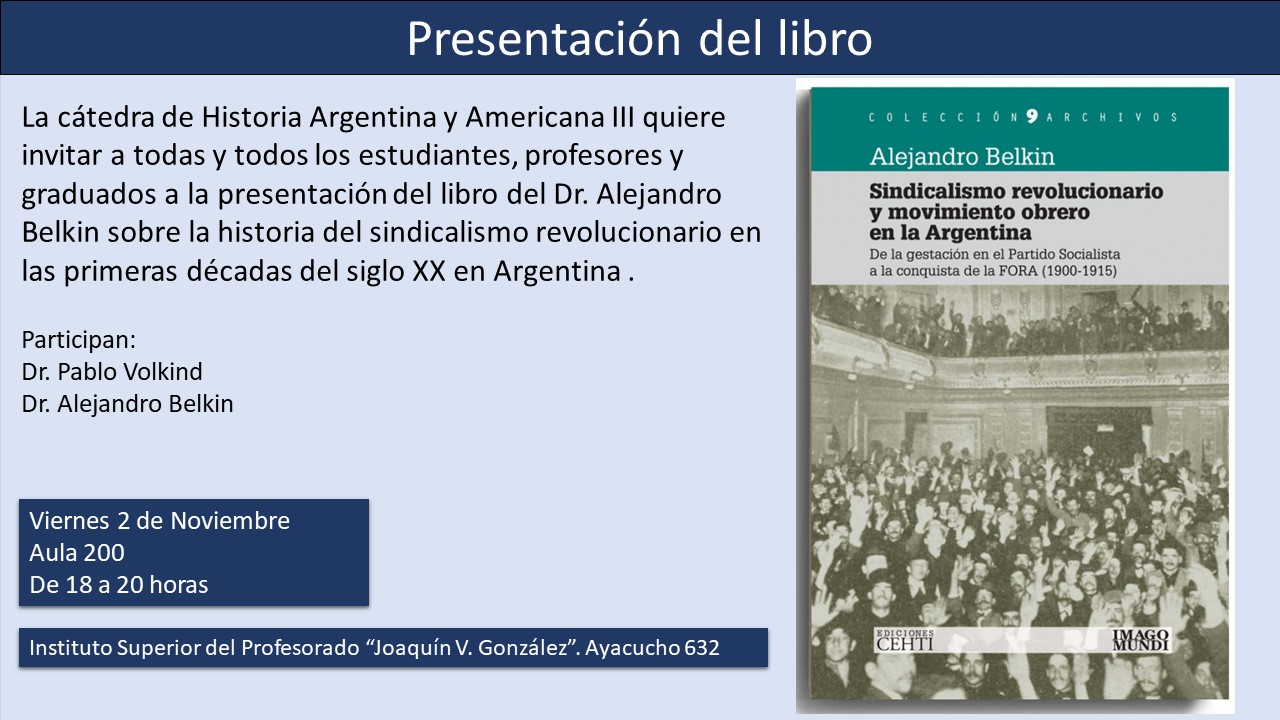 Presentación del libro
La cátedra de Historia Argentina y Americana III quiere
invitar a todas y todos los estudiantes, profesores y
graduados a la presentación del libro del Dr. Alejandro
Belkin sobre la historia del sindicalismo revolucionario en
las primeras décadas del siglo XX en Argentina .
Participan:
Dr. Pablo Volkind
Dr. Alejandro Belkin
Viernes 2 de Noviembre
Aula 200
De 18 a 20 horas
Instituto Superior del Profesorado “Joaquín V. González”. Ayacucho 632
COLECCIÓN 9 ARCHIVOS
Alejandro Belkin
Sindicalismo revolucionario
y movimiento obrero
en la Argentina
De la gestación en el Partido Socialista
a la conquista de la FORA (1900-1915)
EDICIONES
CEHTI
IMAGO
MUNDI